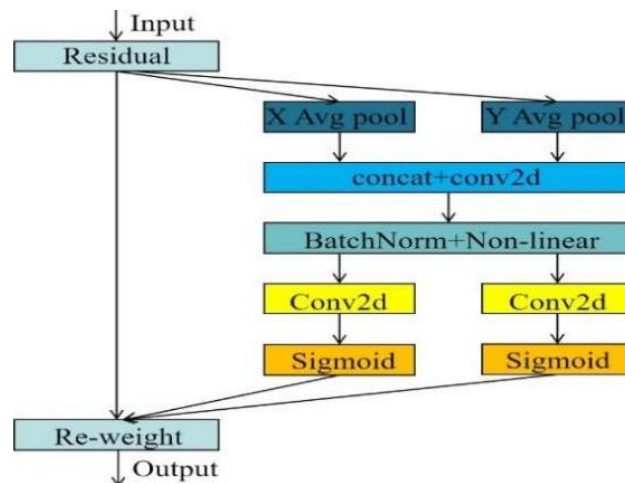 Input
Residual
X Avg pool
Y Avg pool
concat+conv2d
BatchNorm+Non-linear
Conv2d
Conv2d
Sigmoid
Sigmoid
Re-weight
Output